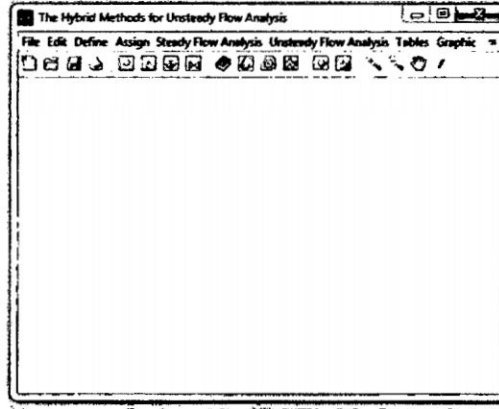 The Hybrid Methods for Unsteady Flow Analysis
File Edit Define Assign Steady Flow Analysis Unsteady Flow Analysis Tables Graphic